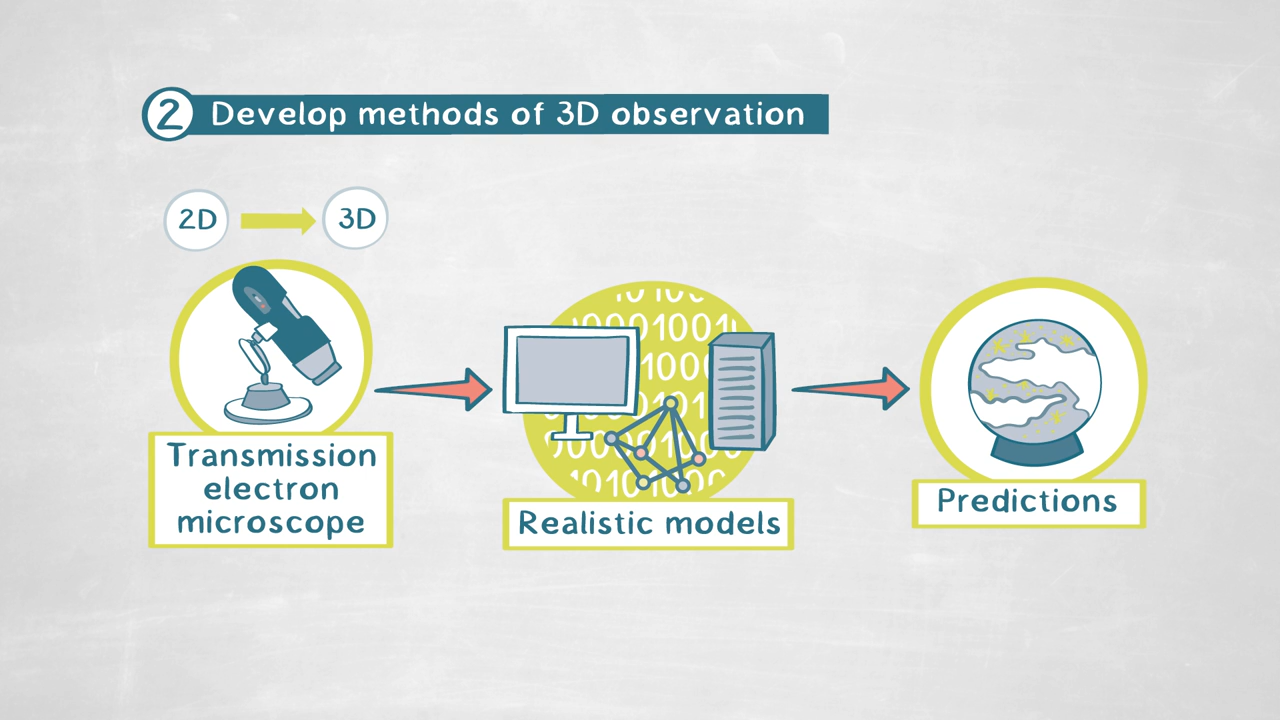 2 Develop methods of 3D observation
2D 3D
Transmission
electron
microscope
Realistic models
Predictions